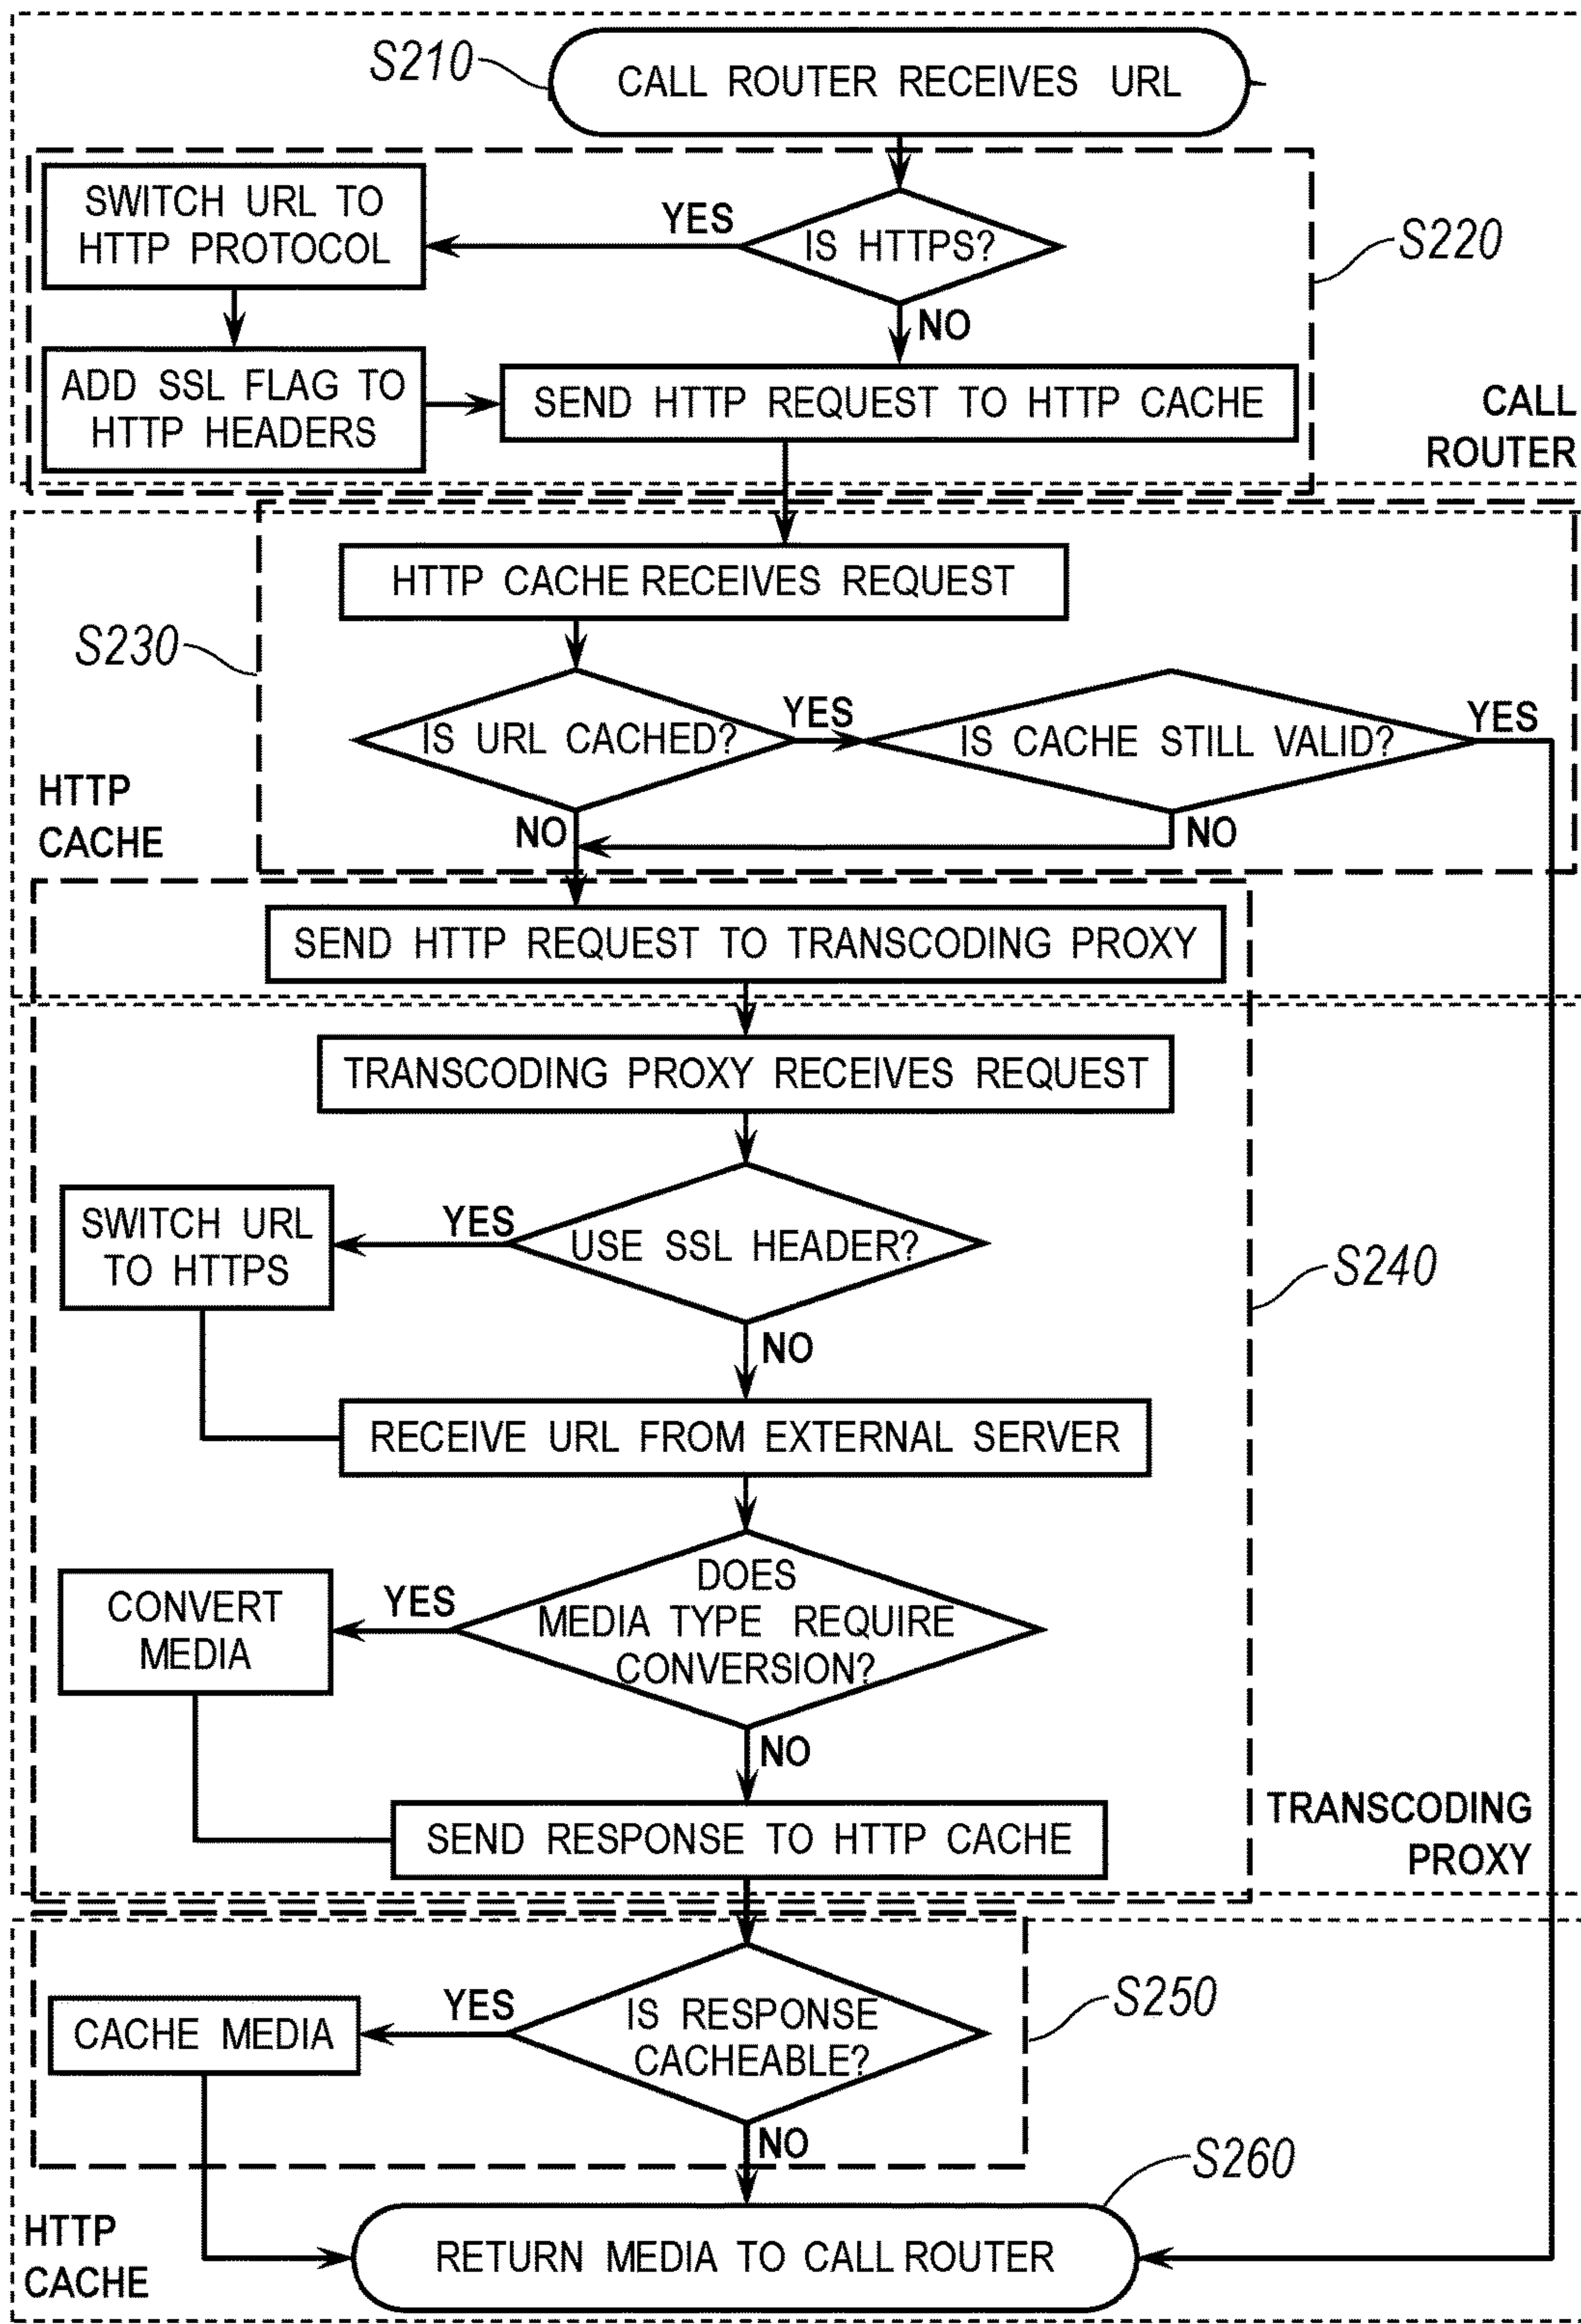 S210
CALL ROUTER RECEIVES URL
SWITCH URL TO
HTTP PROTOCOL
YES
IS HTTPS?
S220
NO
ADD SSL FLAG TO
HTTP HEADERS
SEND HTTP REQUEST TO HTTP CACHE
CALL
ROUTER
HTTP CACHE RECEIVES REQUEST
S230
IS URL CACHED?
YES
IS CACHE STILL VALID?
YES
HTTP
CACHE
NO
NO
SEND HTTP REQUEST TO TRANSCODING PROXY
TRANSCODING PROXY RECEIVES REQUEST
SWITCH URL
TO HTTPS
YES
USE SSL HEADER?
S240
NO
RECEIVE URL FROM EXTERNAL SERVER
CONVERT
MEDIA
YES
DOES
MEDIA TYPE REQUIRE
CONVERSION?
NO
SEND RESPONSE TO HTTP CACHE
TRANSCODING
PROXY
CACHE MEDIA
YES
IS RESPONSE
CACHEABLE?
S250
NO
S260
HTTP
CACHE
RETURN MEDIA TO CALL ROUTER